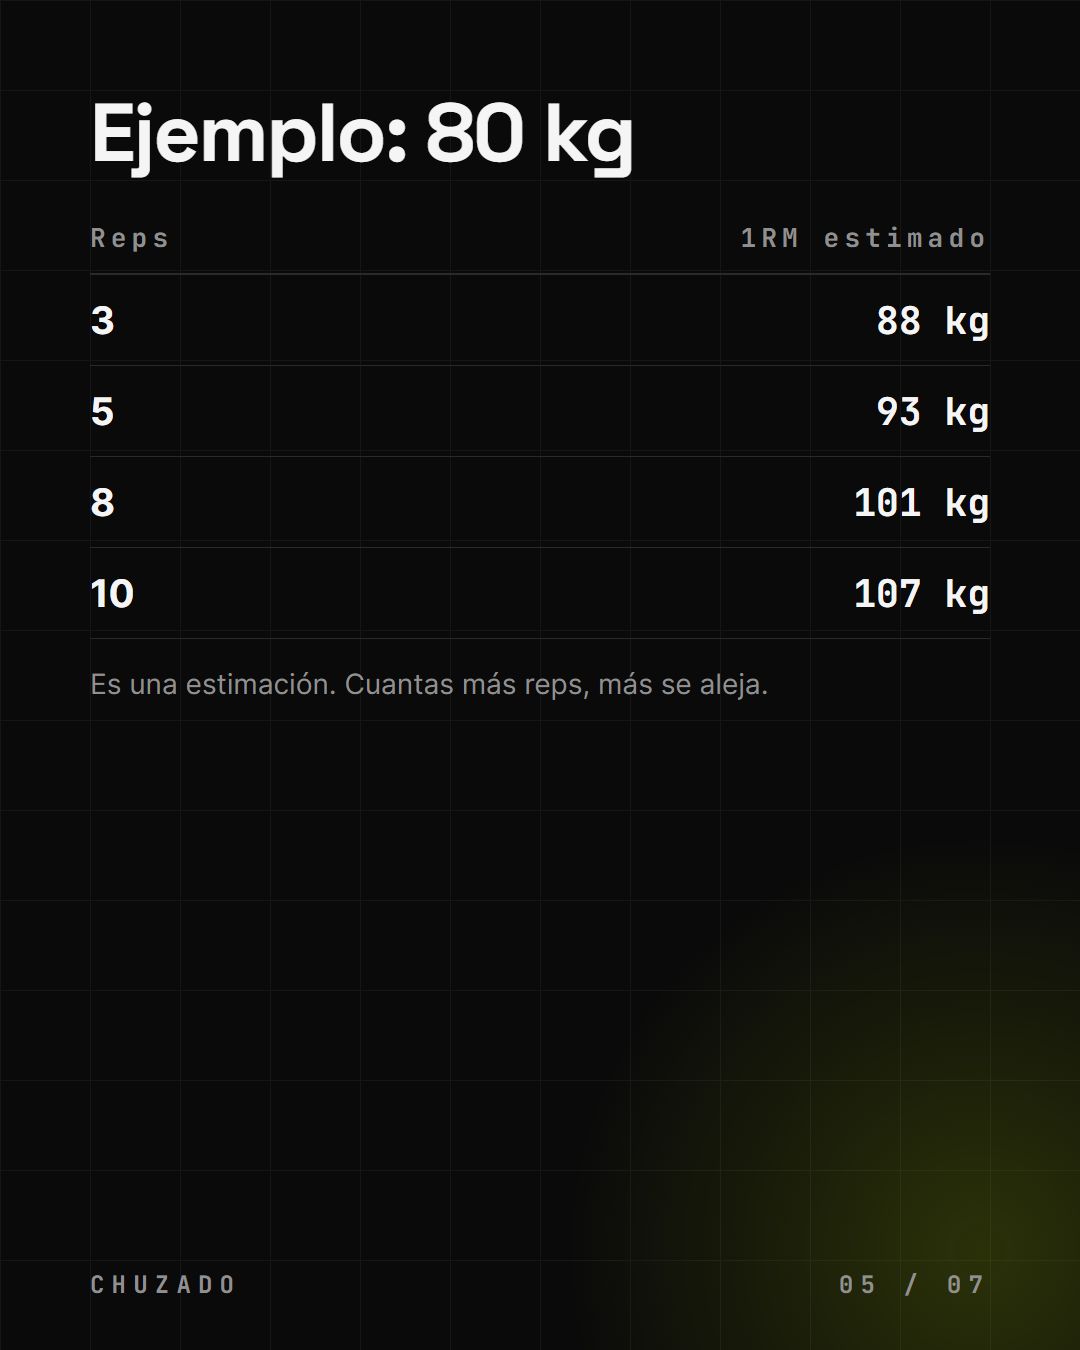 Ejemplo: 80 kg
Reps 1RM estimado
3 88 kg
5 93 kg
8 101 kg
10 107 kg
Es una estimación. Cuantas más reps, más se aleja.
CHUZADO 05 / 07